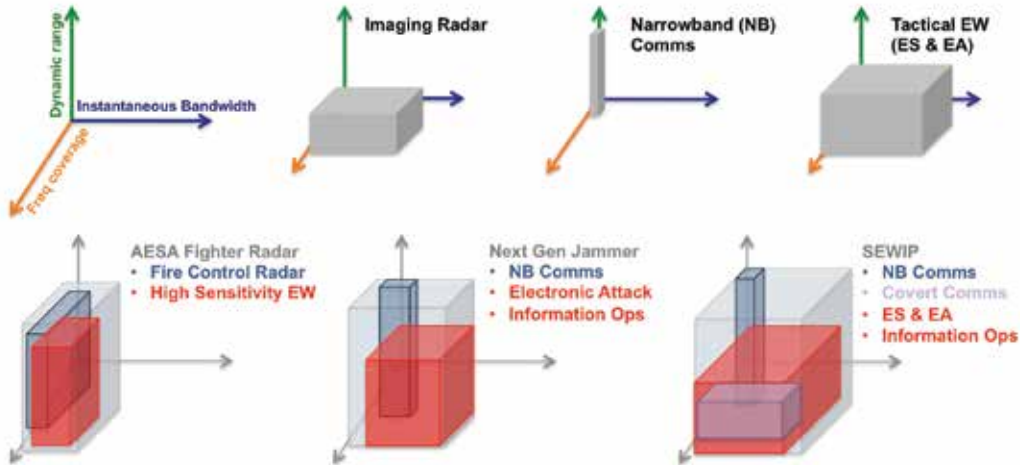 Dynamic range
Instantaneous Bandwidth
Freq coverage
Imaging Radar
Narrowband (NB)
Comms
Tactical EW
(ES & EA)
AESA Fighter Radar
• Fire Control Radar
• High Sensitivity EW
Next Gen Jammer
• NB Comms
• Electronic Attack
• Information Ops
SEWIP
• NB Comms
• Covert Comms
• ES & EA
• Information Ops